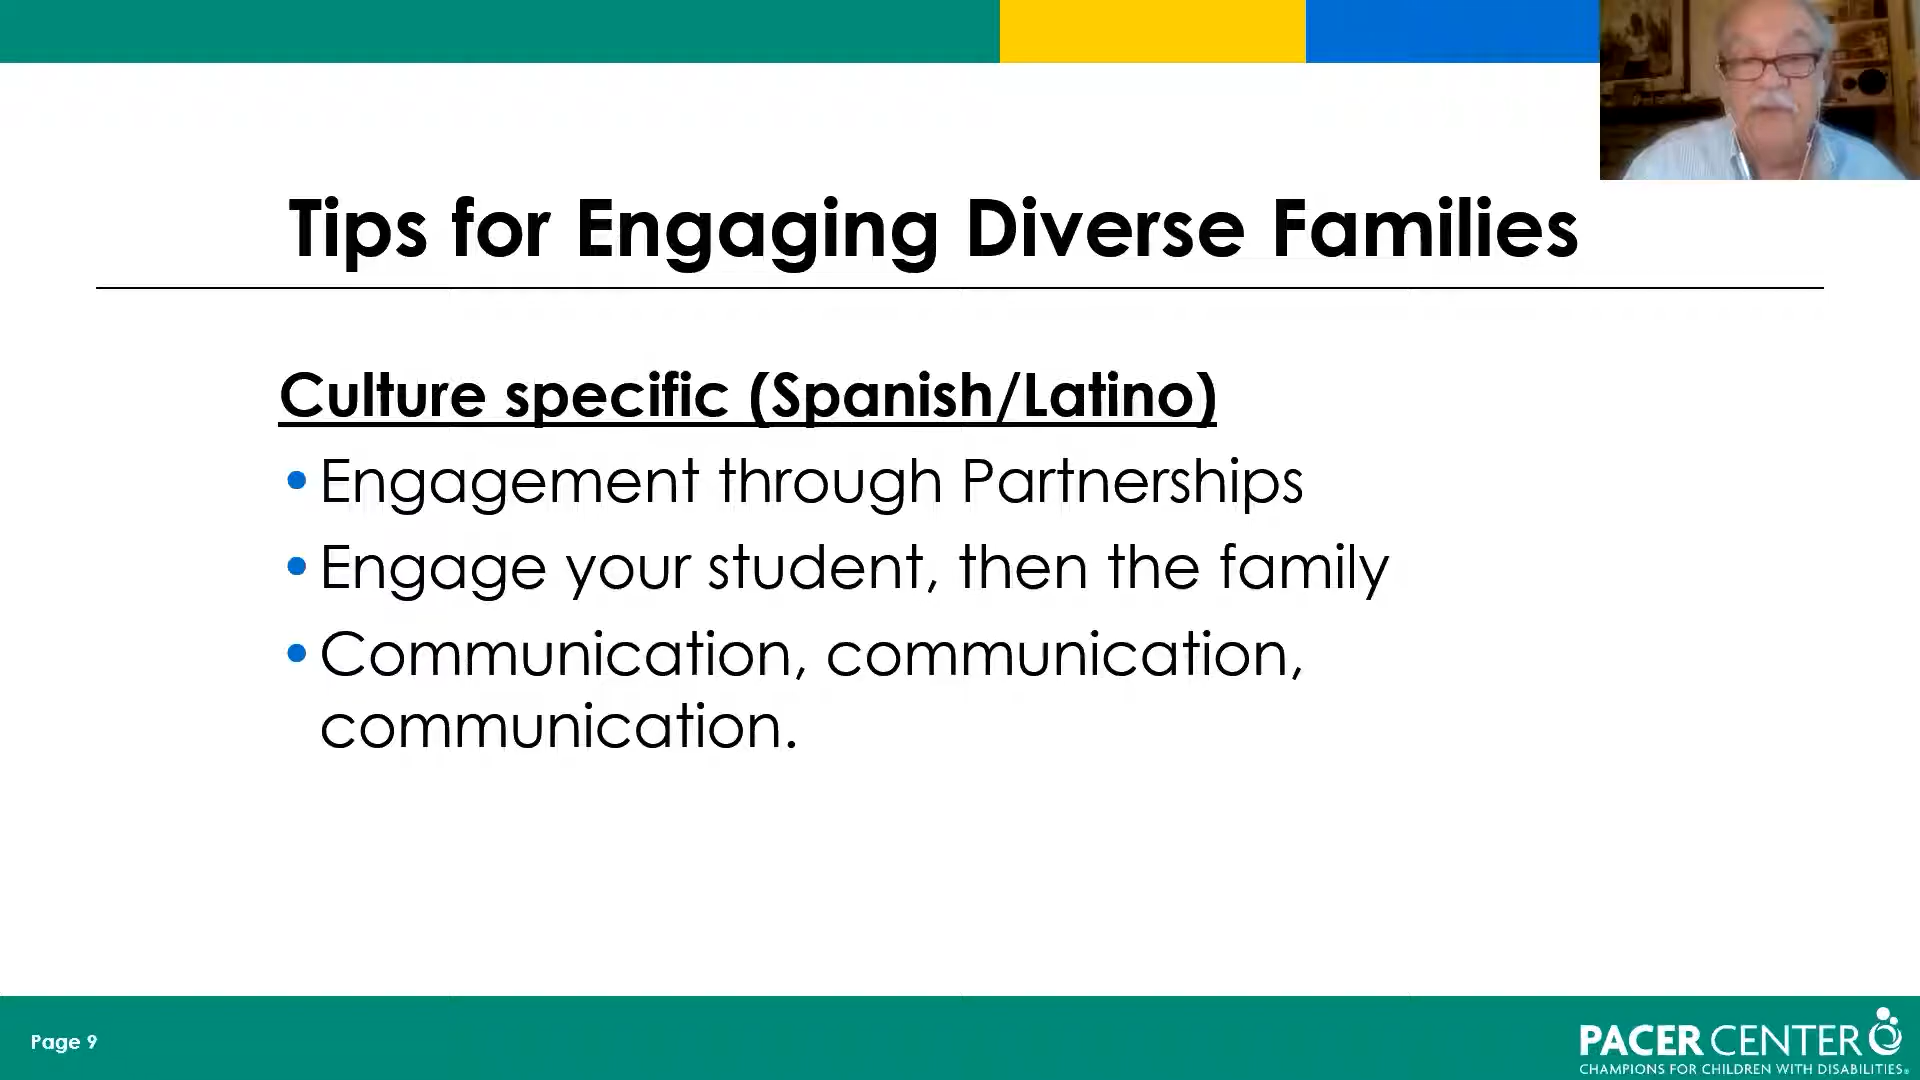 Tips for Engaging Diverse Families
Culture specific (Spanish/Latino)
• Engagement through Partnerships
• Engage your student, then the family
• Communication, communication,
communication.
Page 9
PACER CENTER
CHAMPIONS FOR CHILDREN WITH DISABILITIES®